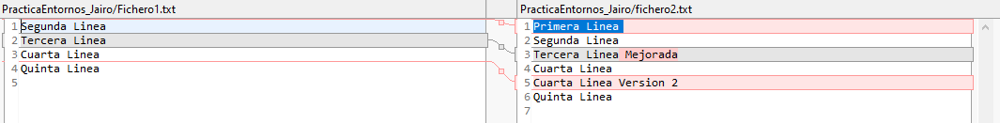 PracticaEntornos_Jairo/Fichero1.txt
1 Segunda Linea
2 Tercera Linea
3 Cuarta Linea
4 Quinta Linea
5
PracticaEntornos_Jairo/fichero2.txt
1 Primera Linea
2 Segunda Linea
3 Tercera Linea Mejorada
4 Cuarta Linea
5 Cuarta Linea Version 2
6 Quinta Linea
7